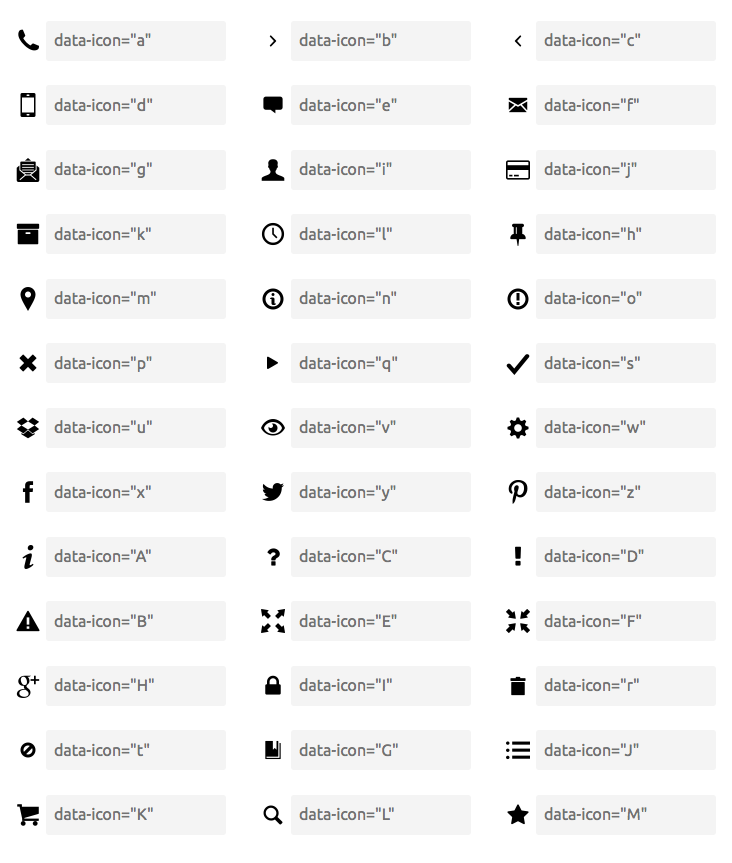 data-icon="a" data-icon="b" data-icon="c"
data-icon="d" data-icon="e" data-icon="f"
data-icon="g" data-icon="i" data-icon="j"
data-icon="k" data-icon="l" data-icon="h"
data-icon="m" data-icon="n" data-icon="o"
data-icon="p" data-icon="q" data-icon="s"
data-icon="u" data-icon="v" data-icon="w"
data-icon="x" data-icon="y" data-icon="z"
data-icon="A" data-icon="C" data-icon="D"
data-icon="B" data-icon="E" data-icon="F"
data-icon="H" data-icon="I" data-icon="r"
data-icon="t" data-icon="G" data-icon="J"
data-icon="K" data-icon="L" data-icon="M"